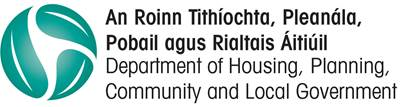 An Roinn Tithíochta, Pleanála,
Pobail agus Rialtais Áitiúil
Department of Housing, Planning,
Community and Local Government